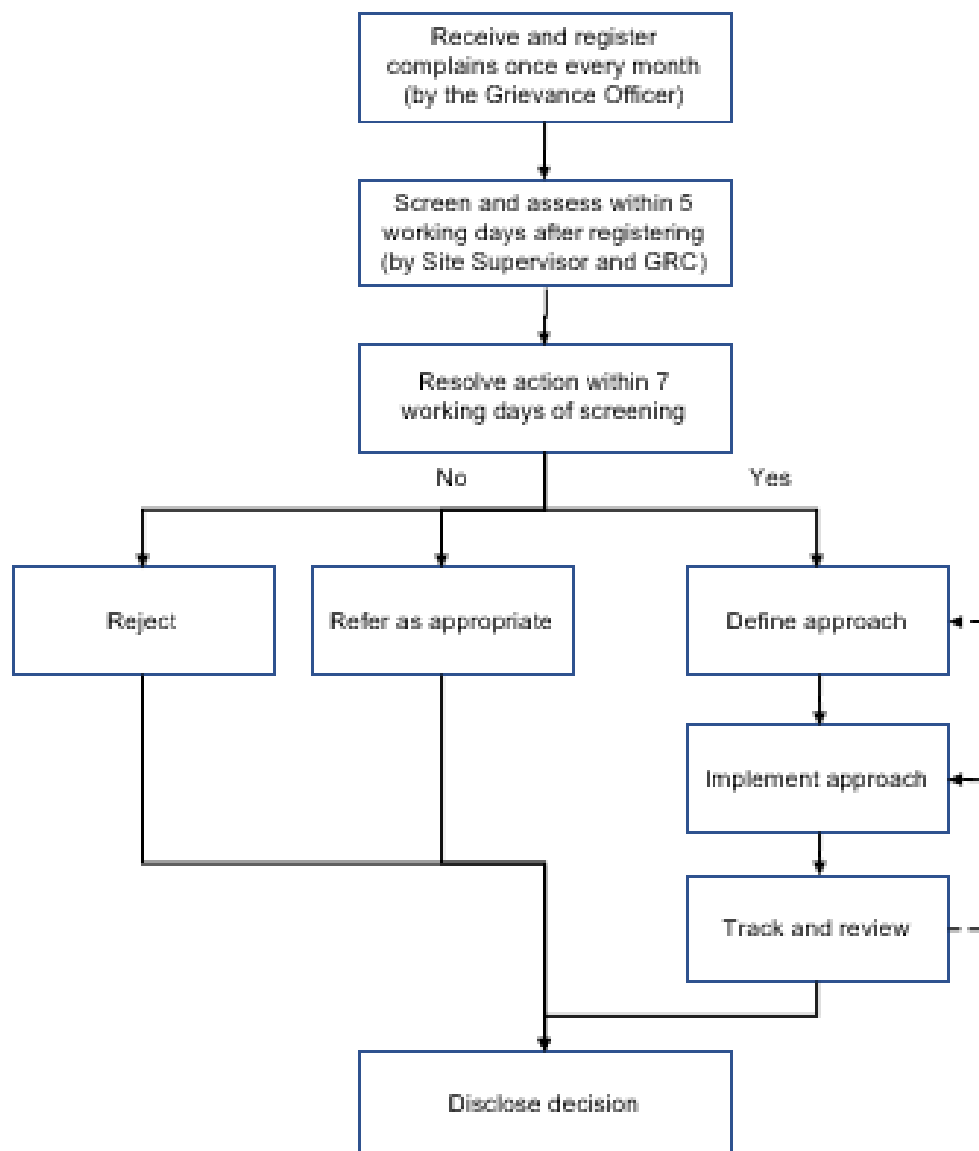 Receive and register
complains once every month
(by the Grievance Officer)
Screen and assess within 5
working days after registering
(by Site Supervisor and GRC)
Resolve action within 7
working days of screening
No
Yes
Reject
Refer as appropriate
Define approach
Implement approach
Track and review
Disclose decision